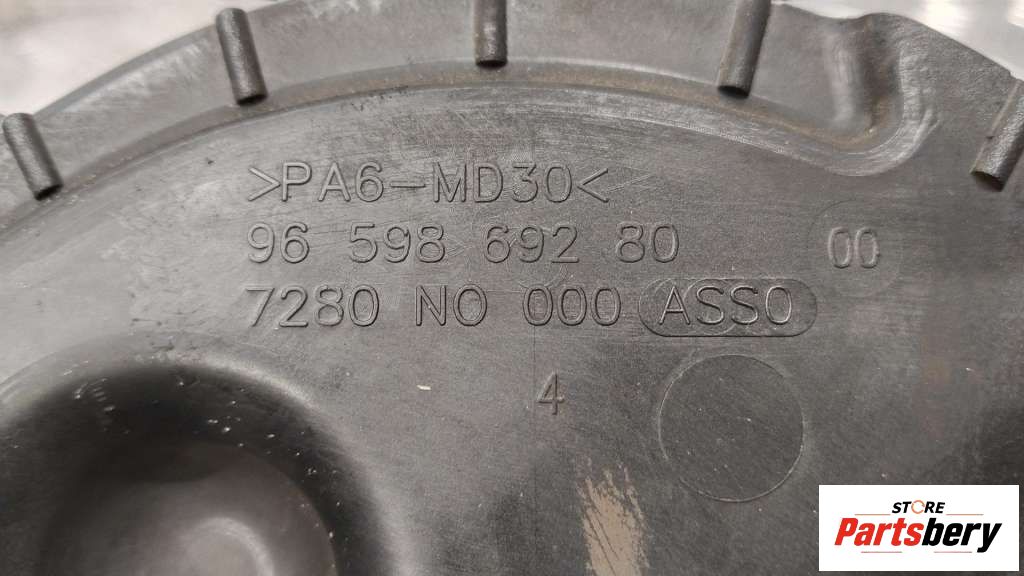 >PA6-MD30<
96 598 692 80
00
7280 NO 000 ASSO
4
STORE
Partsbery